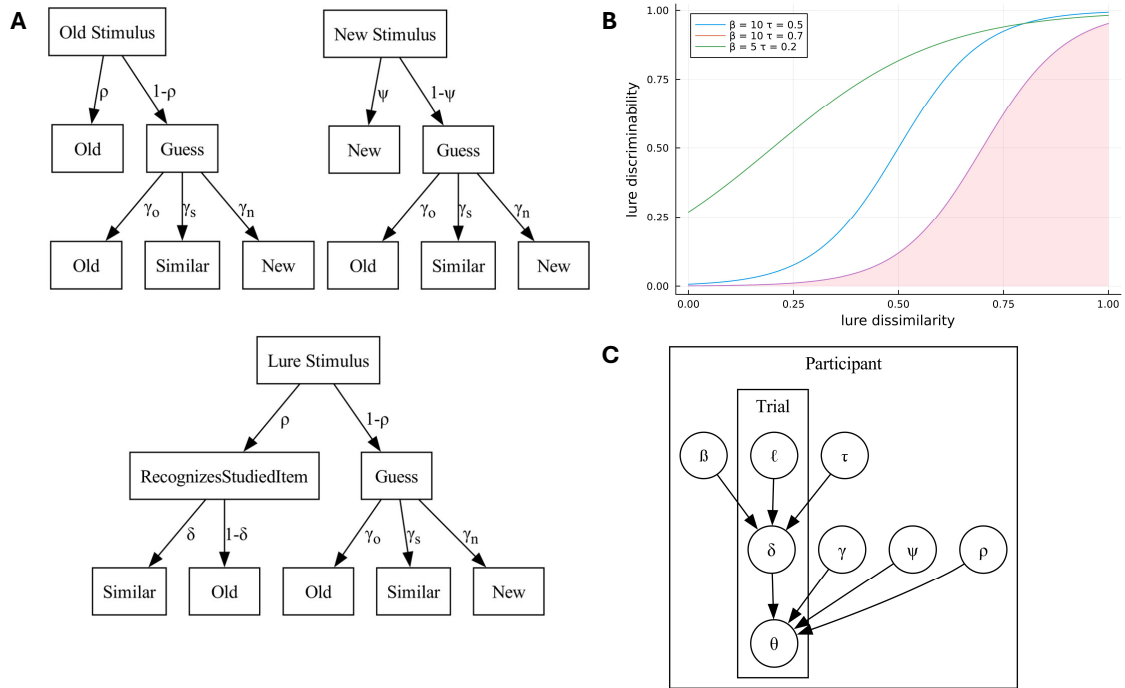 A
Old Stimulus
ρ
1-ρ
Old
Guess
γo
γs
γn
Old
Similar
New
New Stimulus
ψ
1-ψ
New
Guess
γo
γs
γn
Old
Similar
New
Lure Stimulus
ρ
1-ρ
RecognizesStudiedItem
Guess
δ
1-δ
γo
γs
γn
Similar
Old
Old
Similar
New
B
1.00
0.75
0.50
0.25
0.00
lure discriminability
β = 10 τ = 0.5
β = 10 τ = 0.7
β = 5 τ = 0.2
0.00
0.25
0.50
0.75
1.00
lure dissimilarity
C
Participant
Trial
ß
ℓ
τ
δ
γ
ψ
ρ
θ